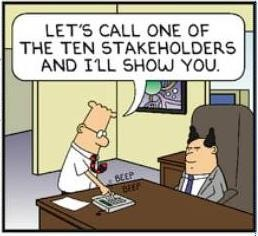 LET'S CALL ONE OF
THE TEN STAKEHOLDERS
AND I'LL SHOW YOU.
BEEP
BEEP